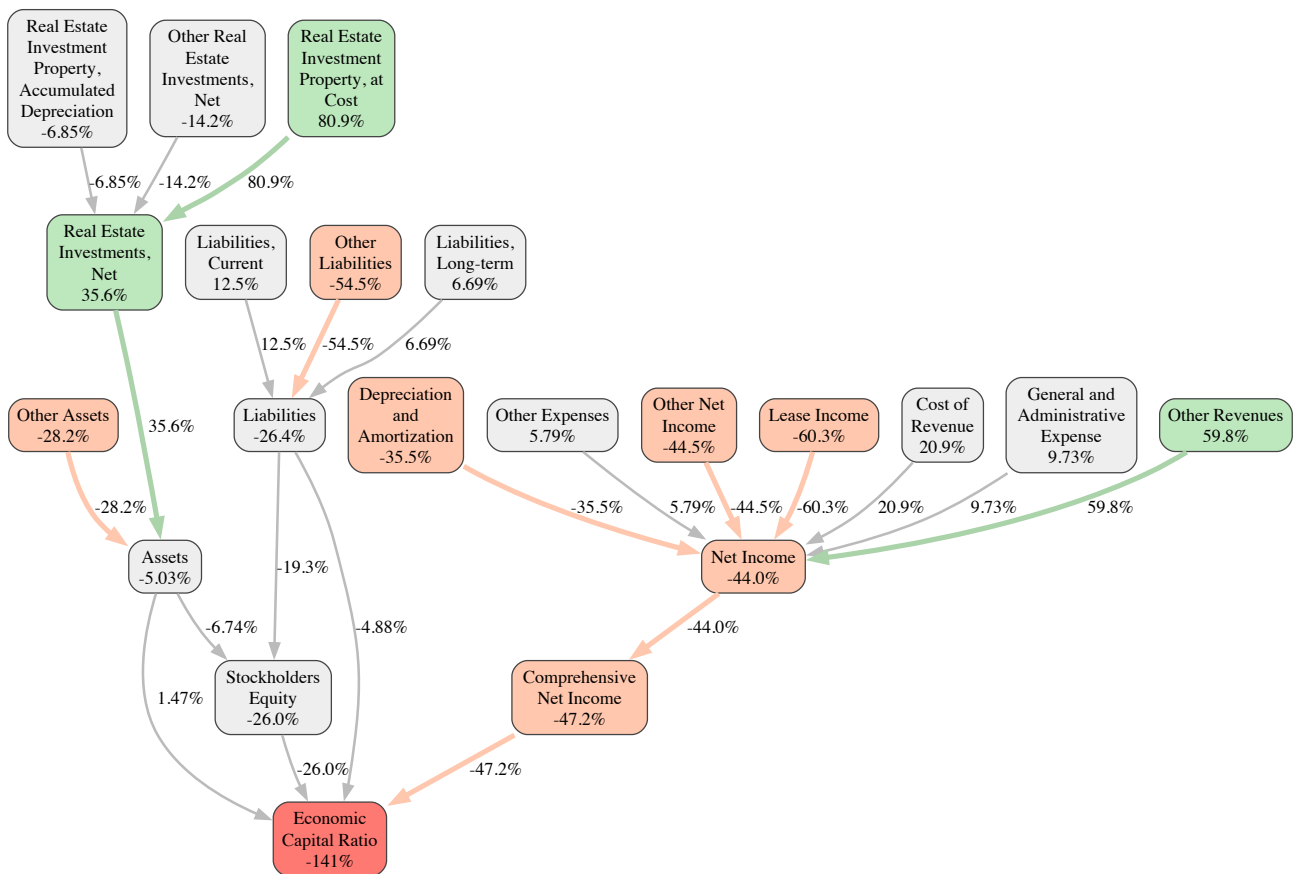 Real Estate
Investment
Property,
Accumulated
Depreciation
-6.85%
Other Real
Estate
Investments,
Net
-14.2%
Real Estate
Investment
Property, at
Cost
80.9%
-6.85%
-14.2%
80.9%
Real Estate
Investments,
Net
35.6%
Liabilities,
Current
12.5%
Other
Liabilities
-54.5%
Liabilities,
Long-term
6.69%
12.5%
-54.5%
6.69%
Other Assets
-28.2%
35.6%
Liabilities
-26.4%
Depreciation
and
Amortization
-35.5%
Other Expenses
5.79%
Other Net
Income
-44.5%
Lease Income
-60.3%
Cost of
Revenue
20.9%
General and
Administrative
Expense
9.73%
Other Revenues
59.8%
-28.2%
-35.5%
5.79%
-44.5%
-60.3%
20.9%
9.73%
59.8%
Assets
-5.03%
-19.3%
Net Income
-44.0%
-6.74%
-4.88%
-44.0%
1.47%
Stockholders
Equity
-26.0%
Comprehensive
Net Income
-47.2%
-26.0%
-47.2%
Economic
Capital Ratio
-141%